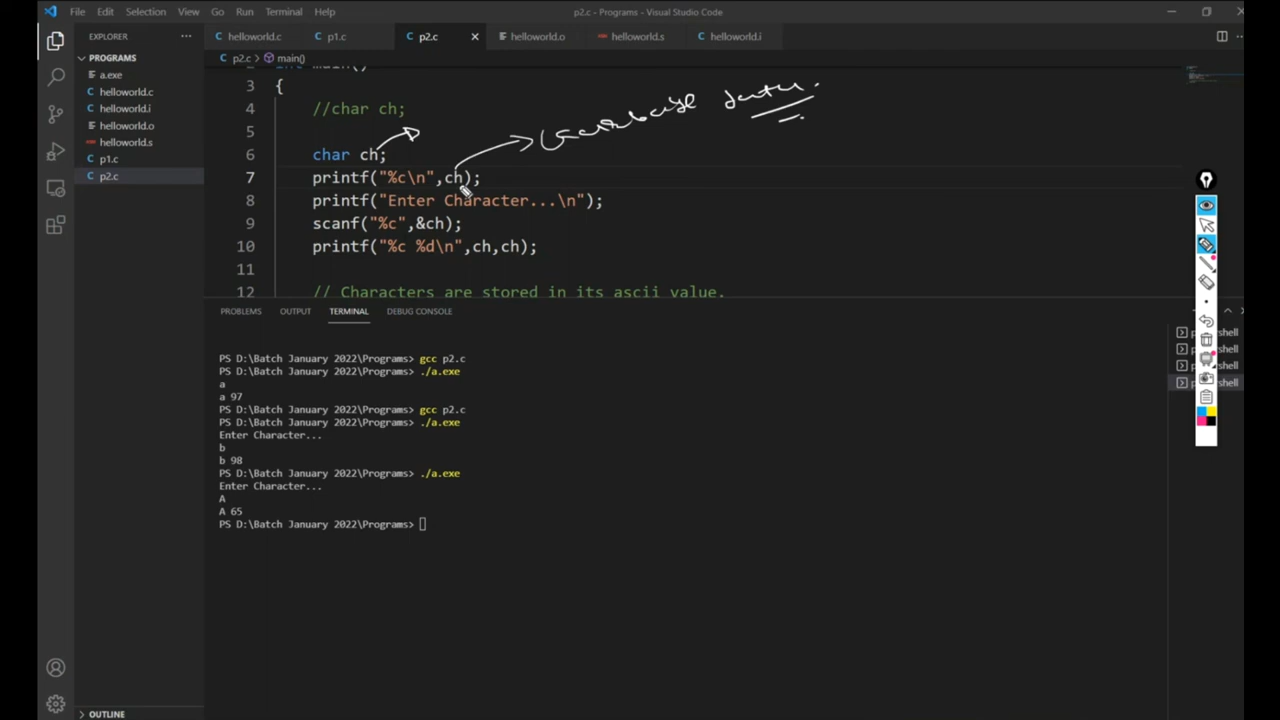 File Edit Selection View Go Run Terminal Help
p2.c - Programs - Visual Studio Code
EXPLORER
PROGRAMS
a.exe
helloworld.c
helloworld.i
helloworld.o
helloworld.s
p1.c
p2.c
OUTLINE
helloworld.c p1.c p2.c helloworld.o helloworld.s helloworld.i
p2.c > main()
3 {
4 //char ch;
5
6 char ch;
7 printf("%c\n",ch);
8 printf("Enter Character...\n");
9 scanf("%c",&ch);
10 printf("%c %d\n",ch,ch);
11
12 // Characters are stored in its ascii value.
PROBLEMS OUTPUT TERMINAL DEBUG CONSOLE
PS D:\Batch January 2022\Programs> gcc p2.c
PS D:\Batch January 2022\Programs> ./a.exe
a
a 97
PS D:\Batch January 2022\Programs> gcc p2.c
PS D:\Batch January 2022\Programs> ./a.exe
Enter Character...
b
b 98
PS D:\Batch January 2022\Programs> ./a.exe
Enter Character...
A
A 65
PS D:\Batch January 2022\Programs>